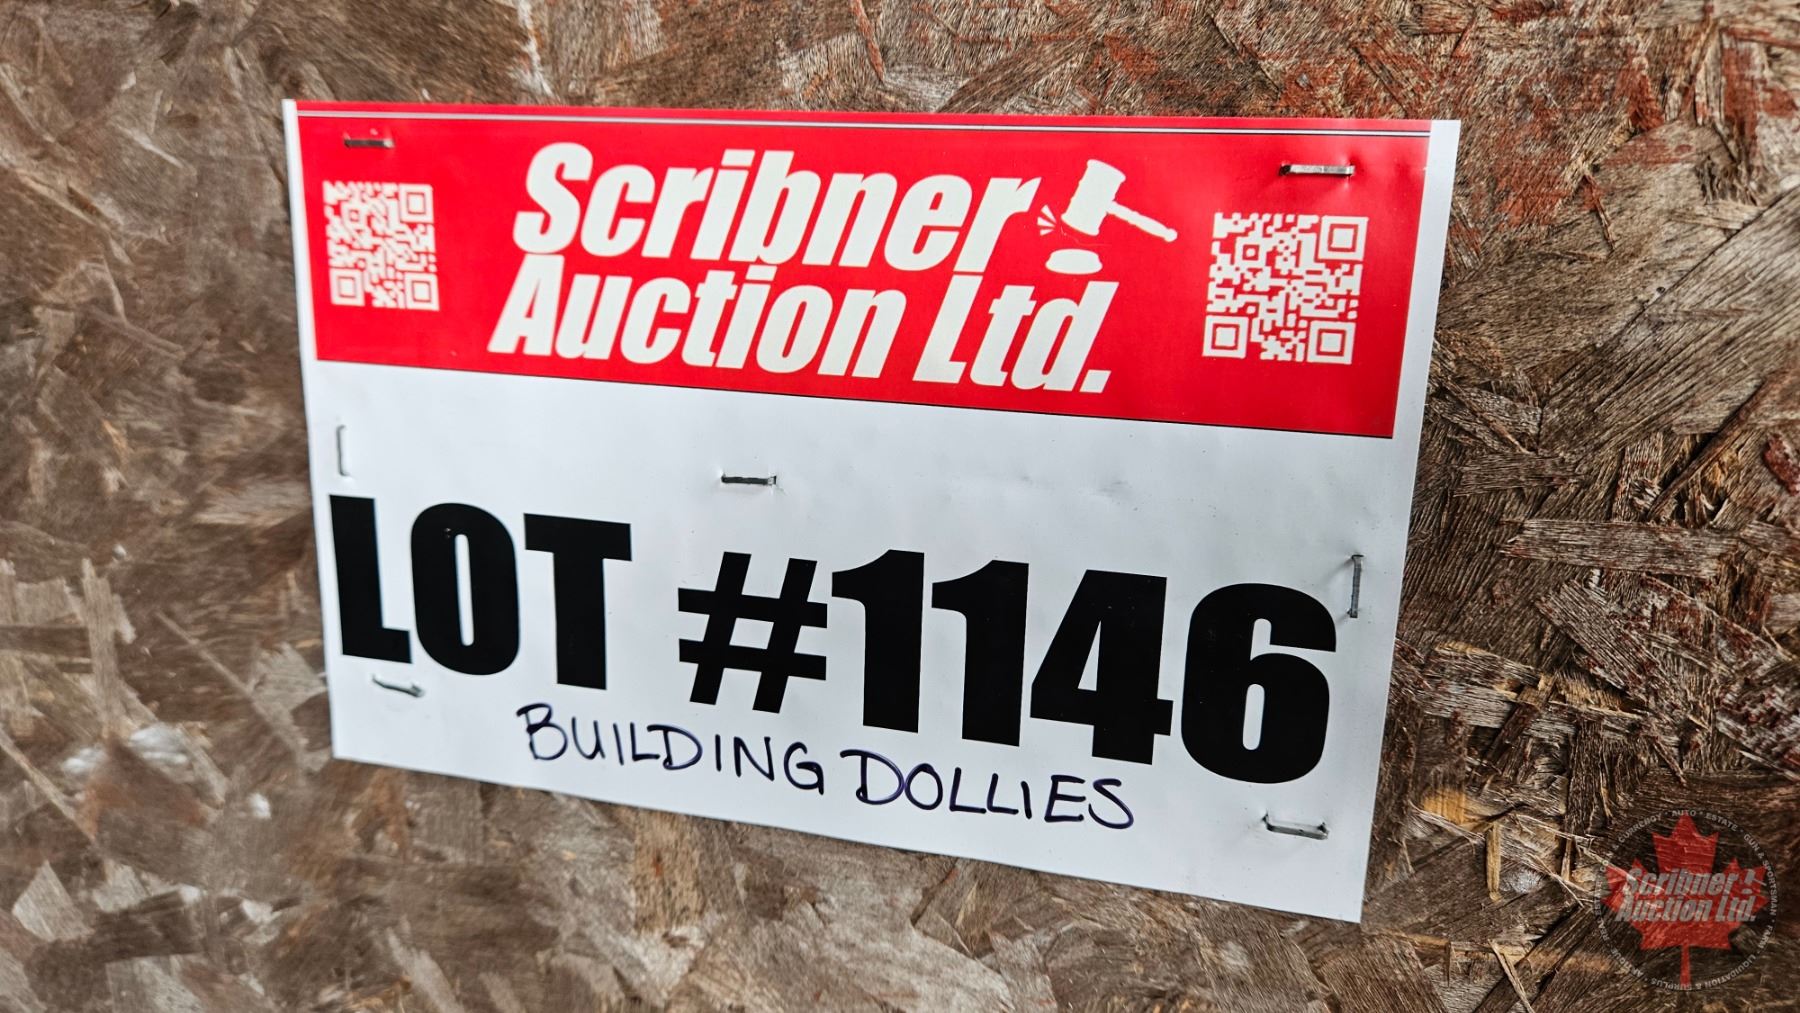 Scribner
Auction Ltd.
LOT #1146
BUILDING DOLLIES
Scribner
Auction Ltd.